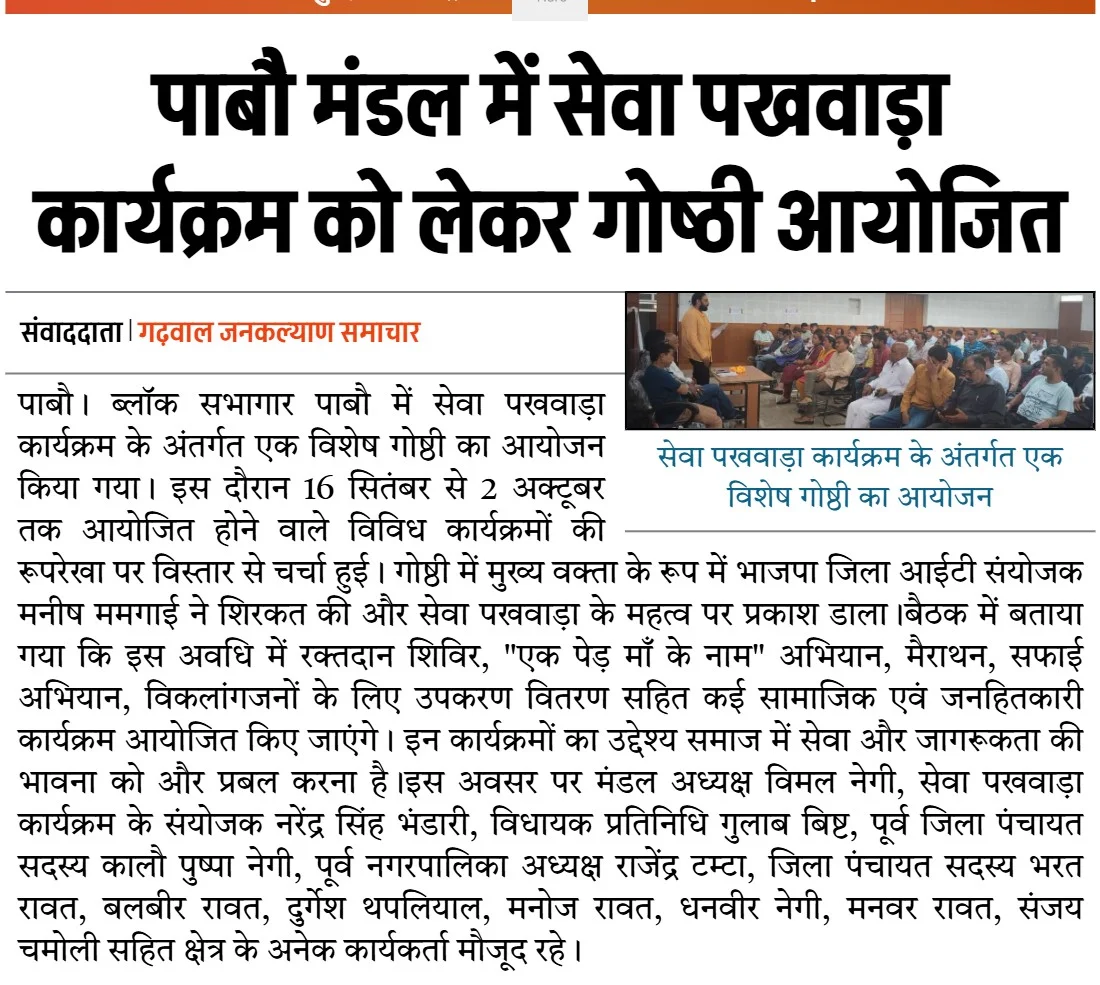 पाबौ मंडल में सेवा पखवाड़ा
कार्यक्रम को लेकर गोष्ठी आयोजित
संवाददाता | गढ़वाल जनकल्याण समाचार
पाबौ। ब्लॉक सभागार पाबौ में सेवा पखवाड़ा
कार्यक्रम के अंतर्गत एक विशेष गोष्ठी का आयोजन
किया गया। इस दौरान 16 सितंबर से 2 अक्टूबर
तक आयोजित होने वाले विविध कार्यक्रमों की
सेवा पखवाड़ा कार्यक्रम के अंतर्गत एक
विशेष गोष्ठी का आयोजन
रूपरेखा पर विस्तार से चर्चा हुई। गोष्ठी में मुख्य वक्ता के रूप में भाजपा जिला आईटी संयोजक
मनीष ममगाई ने शिरकत की और सेवा पखवाड़ा के महत्व पर प्रकाश डाला।बैठक में बताया
गया कि इस अवधि में रक्तदान शिविर, "एक पेड़ माँ के नाम" अभियान, मैराथन, सफाई
अभियान, विकलांगजनों के लिए उपकरण वितरण सहित कई सामाजिक एवं जनहितकारी
कार्यक्रम आयोजित किए जाएंगे। इन कार्यक्रमों का उद्देश्य समाज में सेवा और जागरूकता की
भावना को और प्रबल करना है।इस अवसर पर मंडल अध्यक्ष विमल नेगी, सेवा पखवाड़ा
कार्यक्रम के संयोजक नरेंद्र सिंह भंडारी, विधायक प्रतिनिधि गुलाब बिष्ट, पूर्व जिला पंचायत
सदस्य कालौ पुष्पा नेगी, पूर्व नगरपालिका अध्यक्ष राजेंद्र टम्टा, जिला पंचायत सदस्य भरत
रावत, बलबीर रावत, दुर्गेश थपलियाल, मनोज रावत, धनवीर नेगी, मनवर रावत, संजय
चमोली सहित क्षेत्र के अनेक कार्यकर्ता मौजूद रहे।